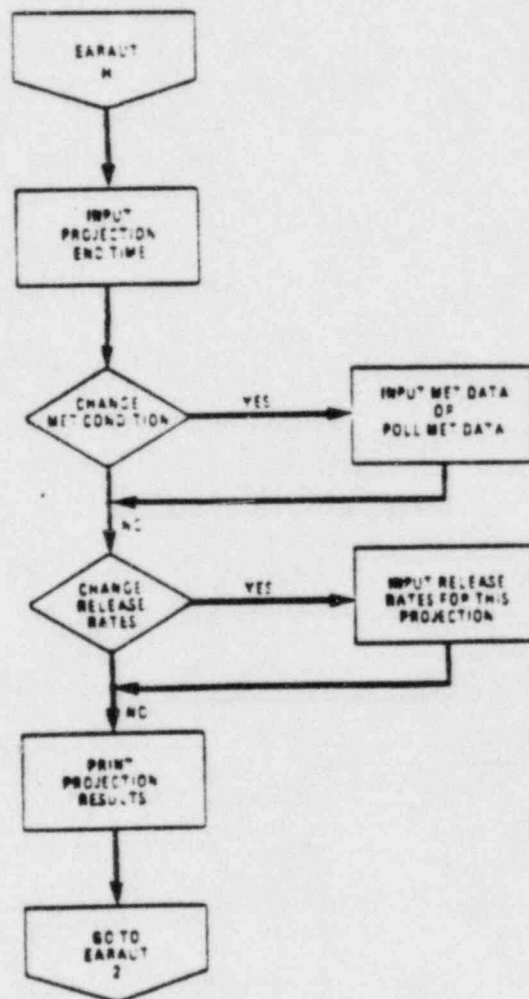 EARAUT
H
INPUT
PROJECTION
END TIME
CHANGE
MET CONDITION
YES
INPUT MET DATA
OR
POLL MET DATA
NO
CHANGE
RELEASE
RATES
YES
INPUT RELEASE
RATES FOR THIS
PROJECTION
NO
PRINT
PROJECTION
RESULTS
GO TO
EARAUT
2